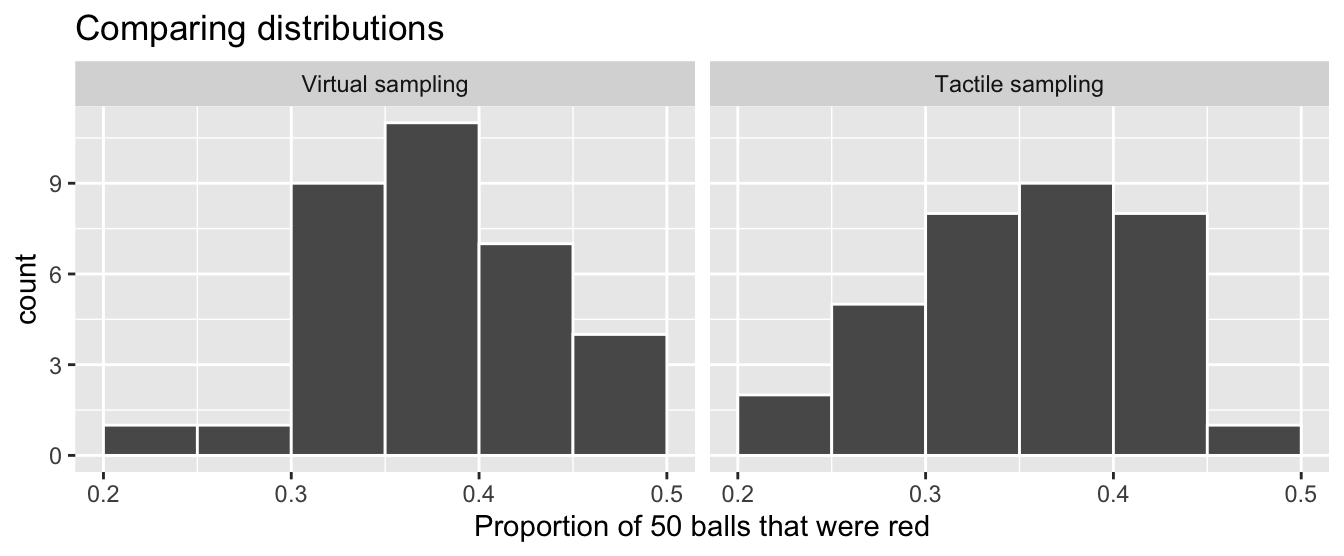 Comparing distributions
Virtual sampling
Tactile sampling
count
9
6
3
0
0.2 0.3 0.4 0.5
0.2 0.3 0.4 0.5
Proportion of 50 balls that were red